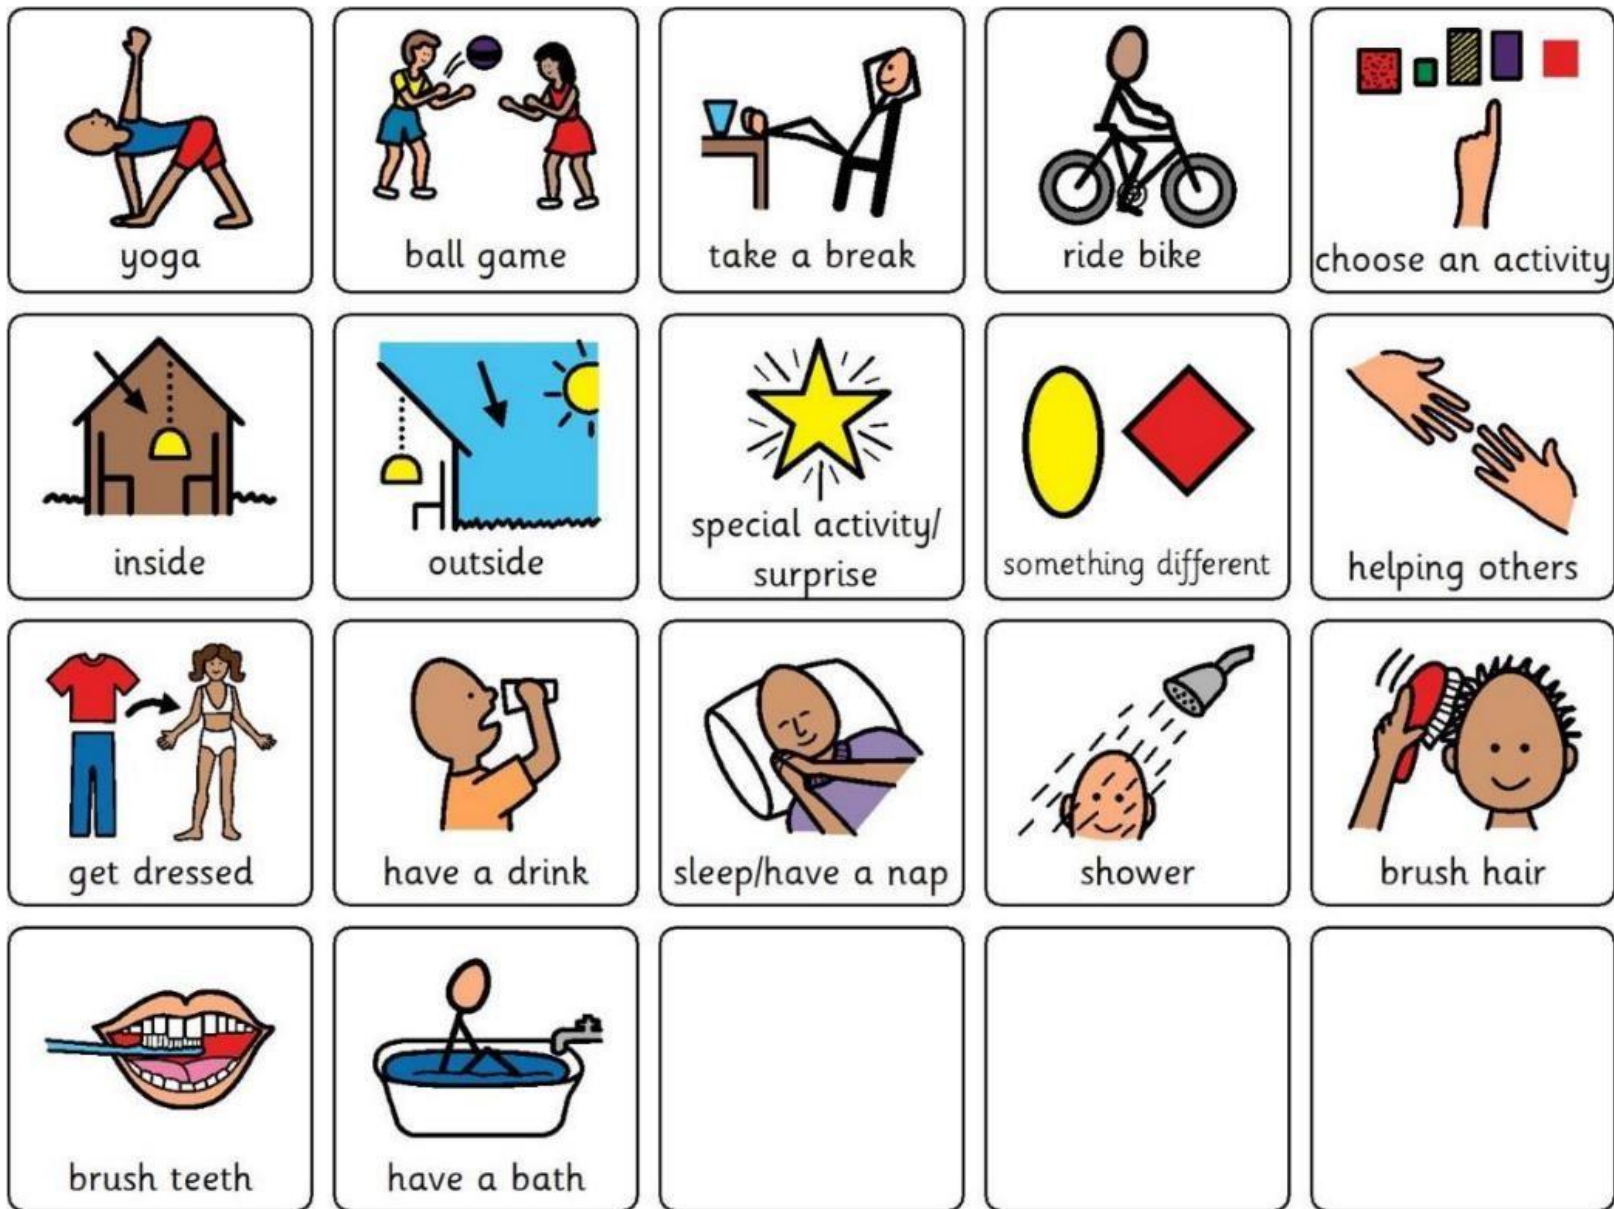 yoga
ball game
take a break
ride bike
choose an activity
inside
outside
special activity/
surprise
something different
helping others
get dressed
have a drink
sleep/have a nap
shower
brush hair
brush teeth
have a bath